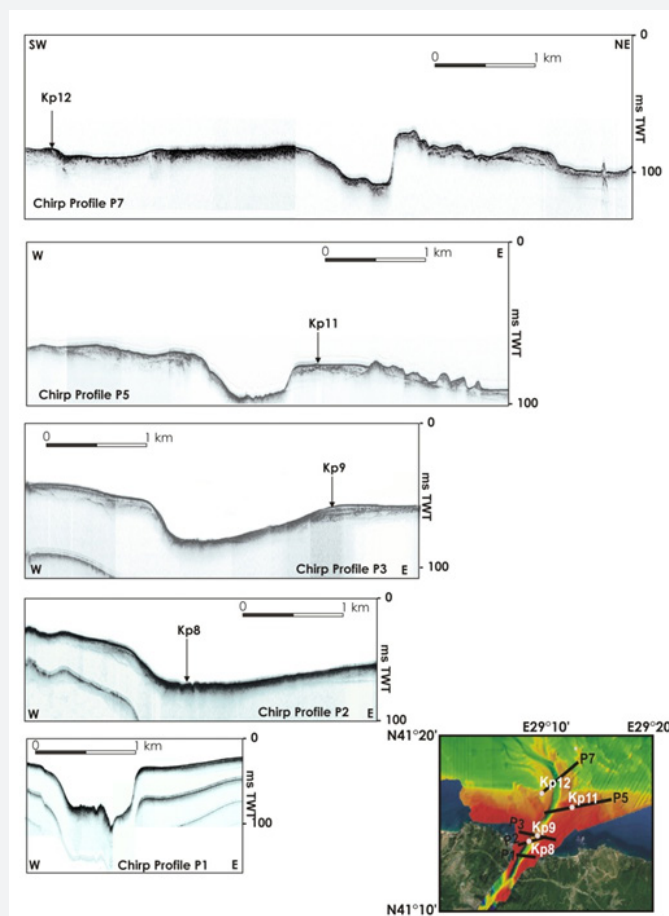 SW
0
NE
0 1 km
Kp12
ms TWT
100
Chirp Profile P7
0
W
0 1 km
E
Kp11
ms TWT
Chirp Profile P5
100
0
0 1 km
Kp9
ms TWT
W
Chirp Profile P3
E
100
0
0 1 km
Kp8
ms TWT
W
Chirp Profile P2
E
100
0 1 km
0
ms TWT
100
W
Chirp Profile P1
E
E29°10'
E29°20
N41°20'
P7
Kp12
Kp11
P5
P3
Kp9
P2
Kp8
P1
N41°10'